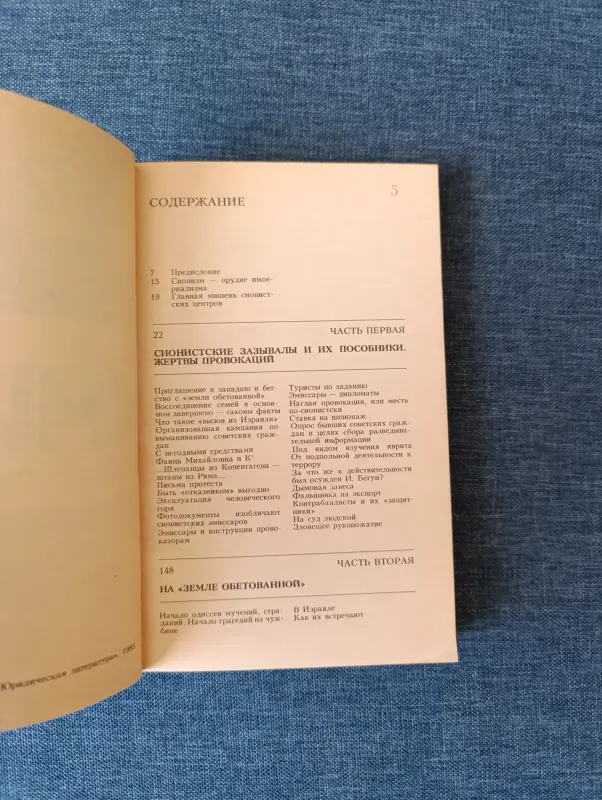 СОДЕРЖАНИЕ
5
7 Предисловие
13 Сионизм — орудие импе-
риализма
19 Главная мишень сионист-
ских центров
22 ЧАСТЬ ПЕРВАЯ
СИОНИСТСКИЕ ЗАЗЫВАЛЫ И ИХ ПОСОБНИКИ.
ЖЕРТВЫ ПРОВОКАЦИЙ
Приглашение в западню и бег-
ство с «земли обетованной»
Воссоединение семей в основ-
ном завершено — таковы факты
Что такое «вызов из Израиля»
Организованная кампания по
выманиванию советских граж-
дан
С негодными средствами
Фаина Михайловна и К°
...Шлепанцы из Копенгагена —
штаны из Рима...
Письма протеста
Быть «отказником» выгодно
Эксплуатация человеческого
горя
Фотодокументы изобличают
сионистских эмиссаров
Эмиссары и инструкции прово-
каторам
Туристы по заданию
Эмиссары — дипломаты
Наглая провокация, или месть
по-сионистски
Ставка на шпионаж
Опрос бывших советских граж-
дан в целях сбора разведыва-
тельной информации
Под видом изучения иврита
От подпольной деятельности к
террору
За что же в действительности
был осужден И. Бегун?
Дымовая завеса
Фальшивка на экспорт
Контрабандисты и их «защит-
ники»
На суд людской
Зловещее рукопожатие
148 ЧАСТЬ ВТОРАЯ
НА «ЗЕМЛЕ ОБЕТОВАННОЙ»
Начало одиссеи мучений, стра-
даний. Начало трагедий на чуж-
бине
В Израиле
Как их встречают
Юридическая литература», 1985